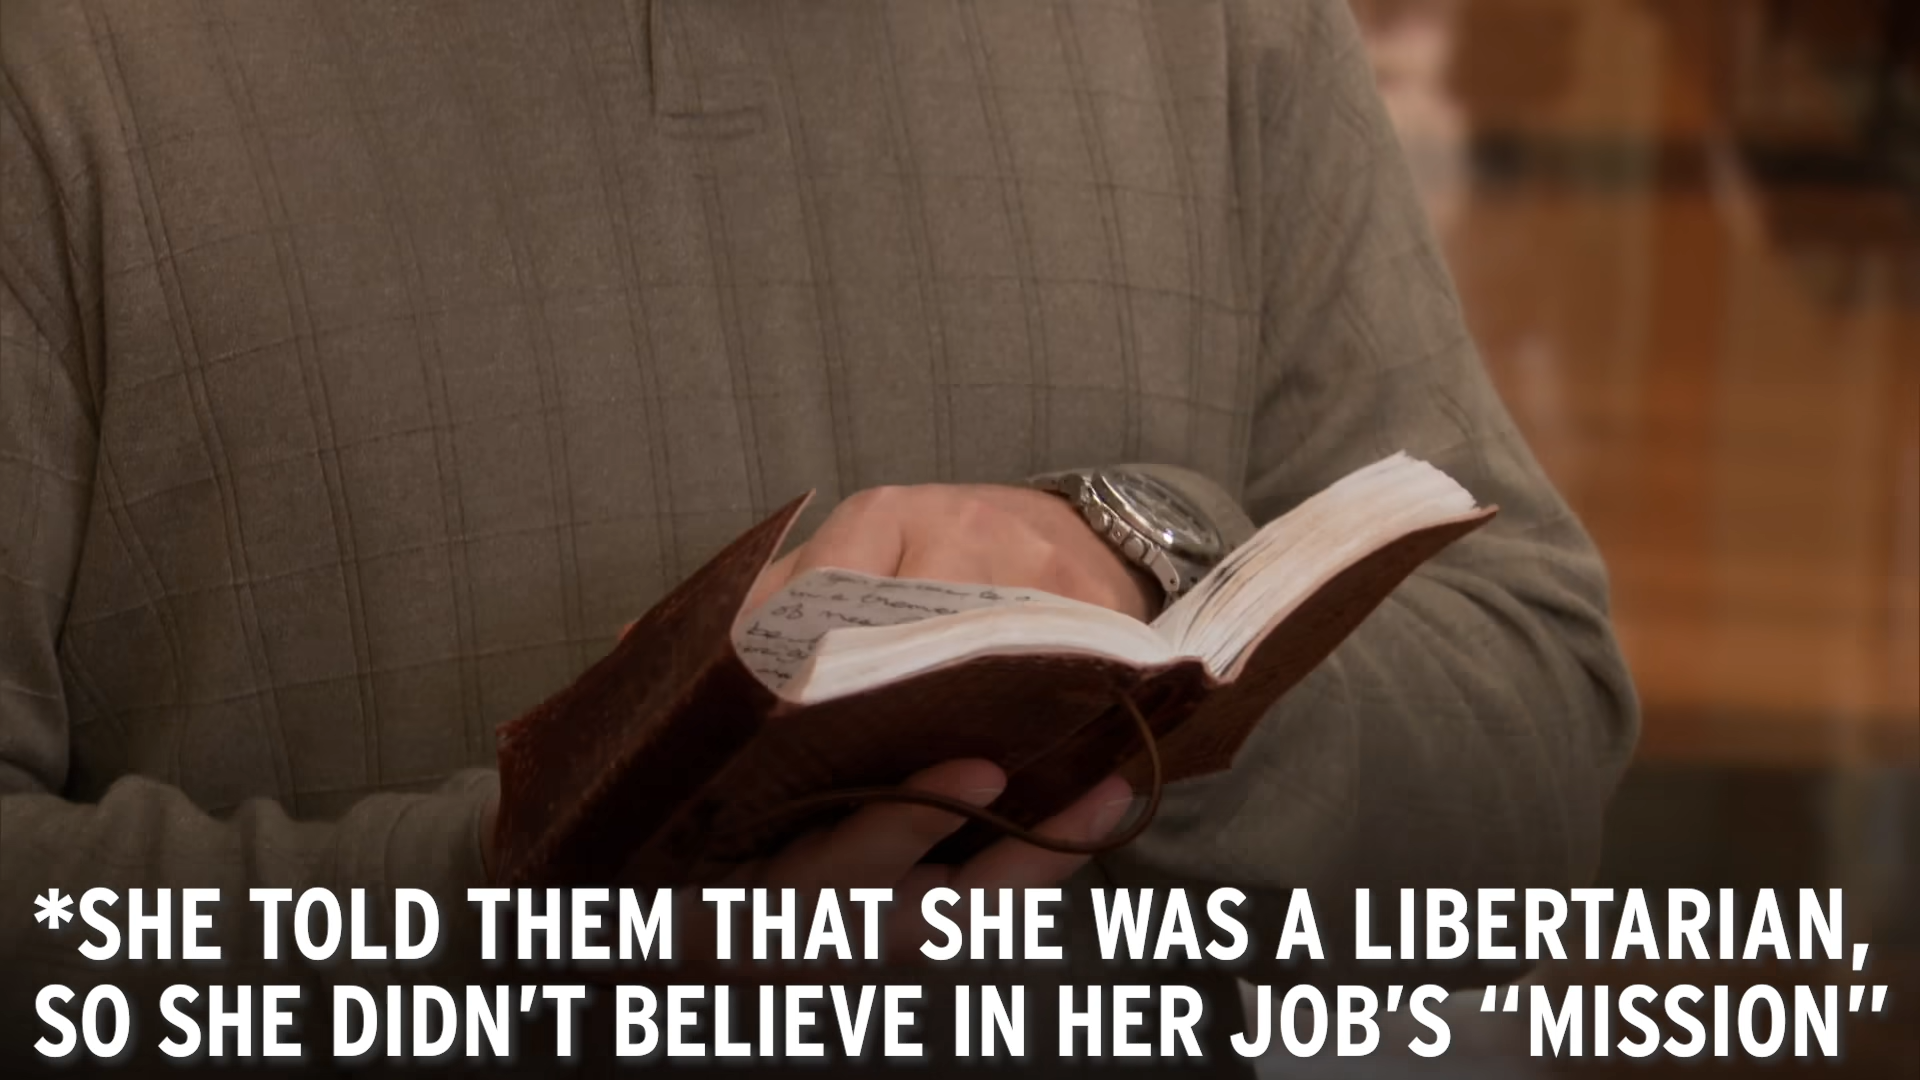 *SHE TOLD THEM THAT SHE WAS A LIBERTARIAN,
SO SHE DIDN'T BELIEVE IN HER JOB'S “MISSION”